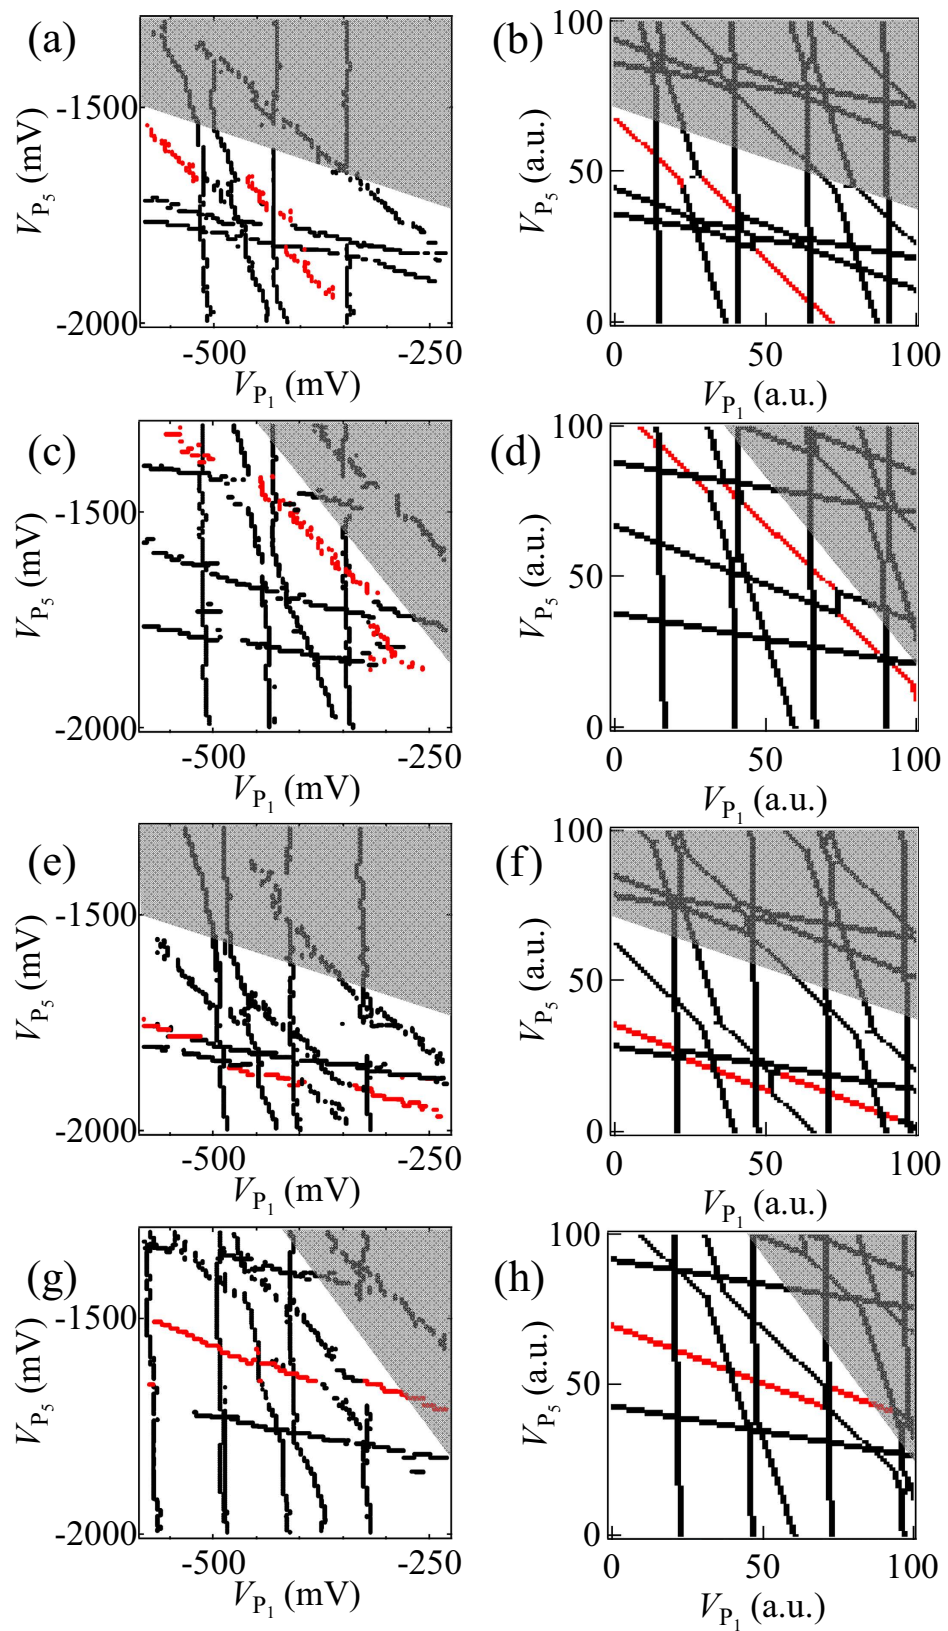 (a)
-1500
-2000
V_P5 (mV)
-500
-250
V_P1 (mV)
(b)
100
50
0
V_P5 (a.u.)
0
50
100
V_P1 (a.u.)
(c)
-1500
-2000
V_P5 (mV)
-500
-250
V_P1 (mV)
(d)
100
50
0
V_P5 (a.u.)
0
50
100
V_P1 (a.u.)
(e)
-1500
-2000
V_P5 (mV)
-500
-250
V_P1 (mV)
(f)
100
50
0
V_P5 (a.u.)
0
50
100
V_P1 (a.u.)
(g)
-1500
-2000
V_P5 (mV)
-500
-250
V_P1 (mV)
(h)
100
50
0
V_P5 (a.u.)
0
50
100
V_P1 (a.u.)